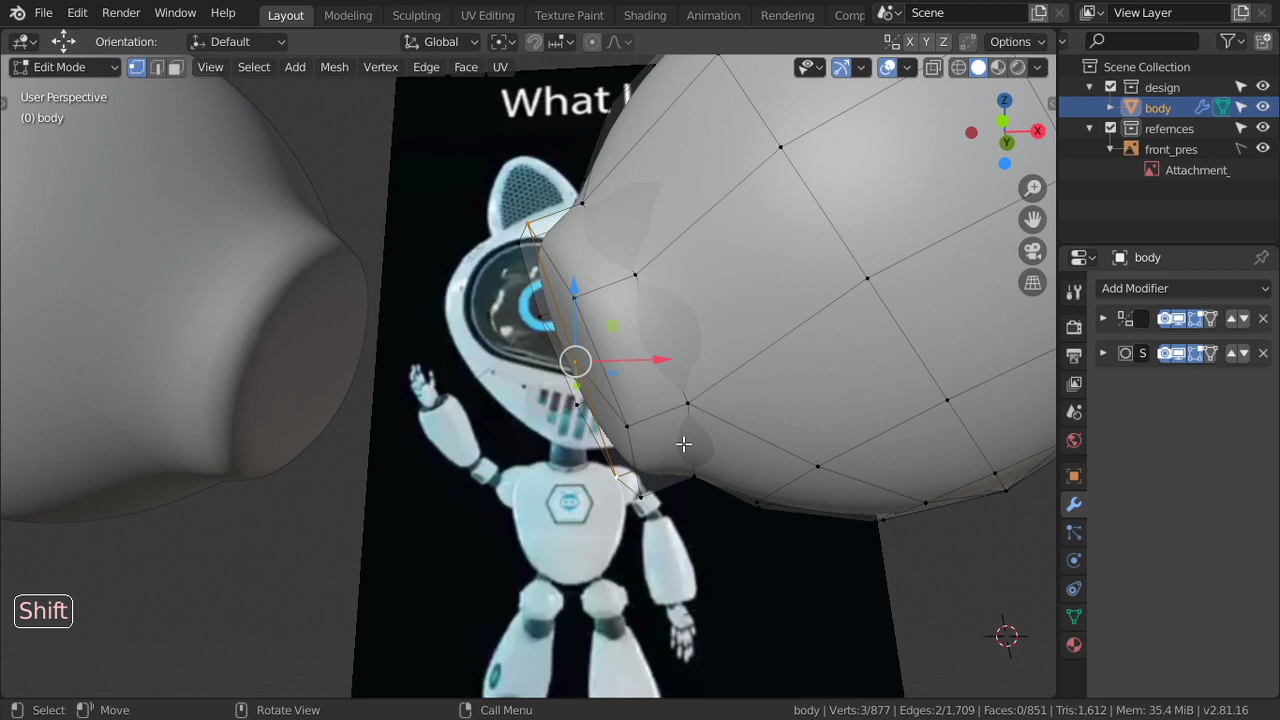 File Edit Render Window Help Layout Modeling Sculpting UV Editing Texture Paint Shading Animation Rendering Comp Scene View Layer
Orientation: Default Global X Y Z Options
Edit Mode View Select Add Mesh Vertex Edge Face UV
Scene Collection
design
body
refernces
front_pres
Attachment_
User Perspective
(0) body
What
Z
X
Y
body
Add Modifier
S
Shift
Select Move Rotate View Call Menu body | Verts:3/877 | Edges:2/1,709 | Faces:0/851 | Tris:1,612 | Mem: 35.4 MiB | v2.81.16